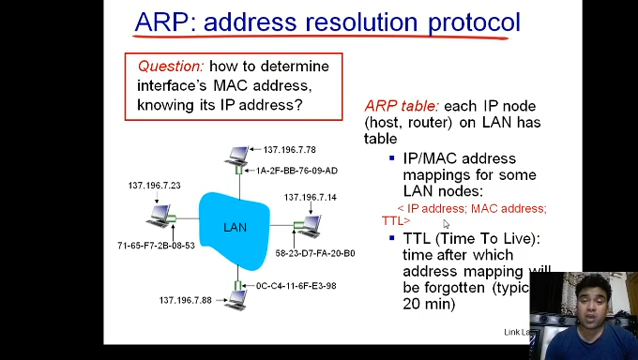 ARP: address resolution protocol
Question: how to determine
interface's MAC address,
knowing its IP address?
ARP table: each IP node
(host, router) on LAN has
table
▪ IP/MAC address
mappings for some
LAN nodes:
< IP address; MAC address;
TTL>
▪ TTL (Time To Live):
time after which
address mapping will
be forgotten (typic
20 min)
137.196.7.78
1A-2F-BB-76-09-AD
137.196.7.23
137.196.7.14
LAN
71-65-F7-2B-08-53
58-23-D7-FA-20-B0
0C-C4-11-6F-E3-98
137.196.7.88
Link La